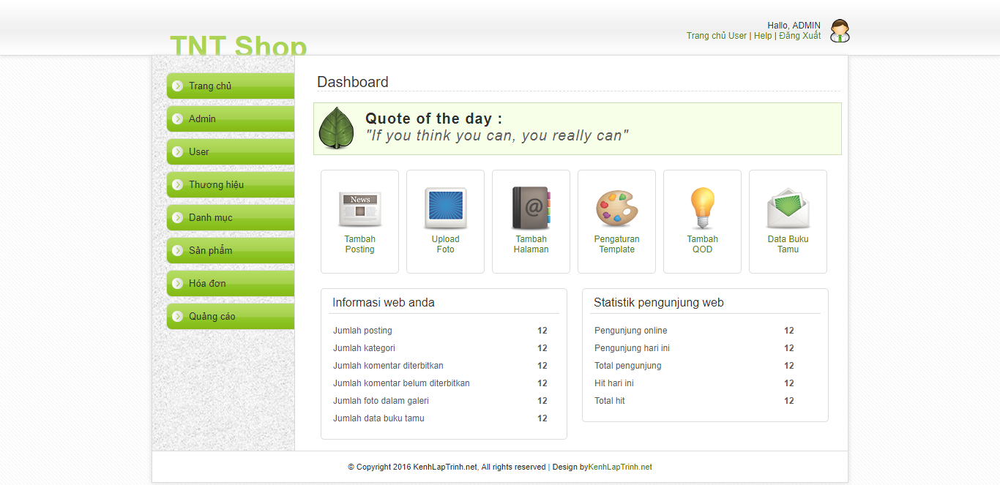 TNT Shop
Hallo, ADMIN
Trang chủ User | Help | Đăng Xuất
Trang chủ
Admin
User
Thương hiệu
Danh mục
Sản phẩm
Hóa đơn
Quảng cáo
Dashboard
Quote of the day :
"If you think you can, you really can"
News
@
Tambah
Posting
Upload
Foto
Tambah
Halaman
Pengaturan
Template
Tambah
QOD
Data Buku
Tamu
Informasi web anda
Jumlah posting 12
Jumlah kategori 12
Jumlah komentar diterbitkan 12
Jumlah komentar belum diterbitkan 12
Jumlah foto dalam galeri 12
Jumlah data buku tamu 12
Statistik pengunjung web
Pengunjung online 12
Pengunjung hari ini 12
Total pengunjung 12
Hit hari ini 12
Total hit 12
© Copyright 2016 KenhLapTrinh.net, All rights reserved | Design byKenhLapTrinh.net